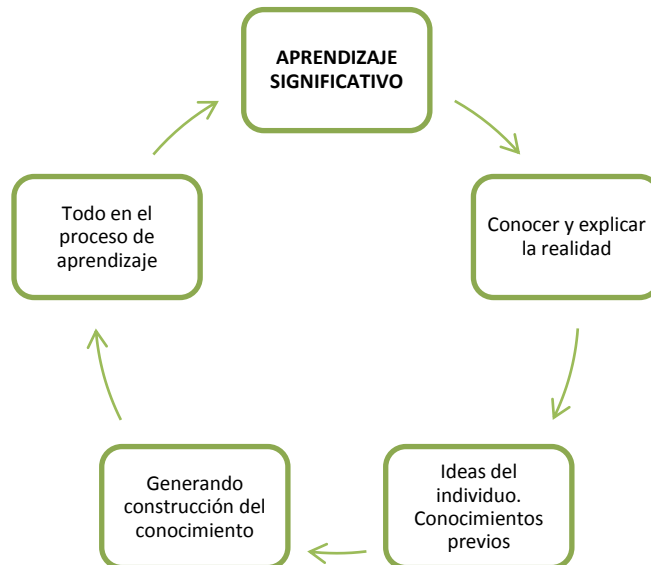 APRENDIZAJE
SIGNIFICATIVO
Conocer y explicar
la realidad
Ideas del
individuo.
Conocimientos
previos
Generando
construcción del
conocimiento
Todo en el
proceso de
aprendizaje